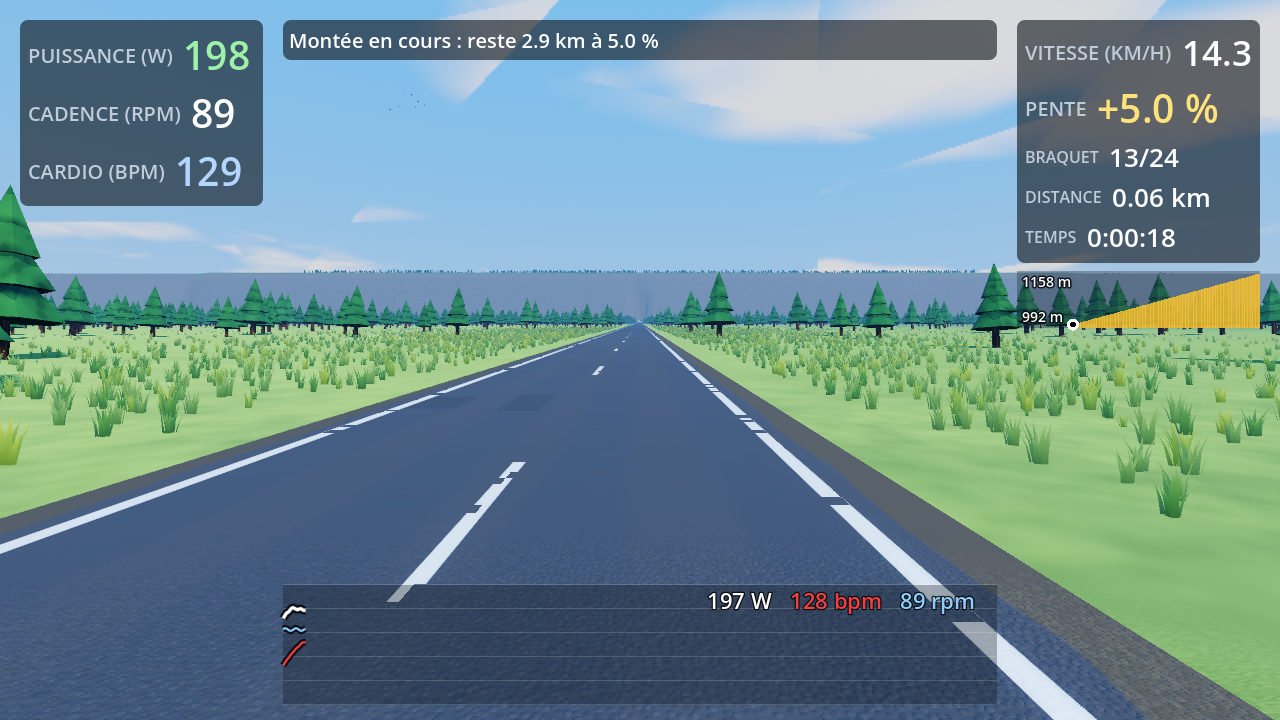 PUISSANCE (W) 198
CADENCE (RPM) 89
CARDIO (BPM) 129
Montée en cours : reste 2.9 km à 5.0 %
VITESSE (KM/H) 14.3
PENTE +5.0 %
BRAQUET 13/24
DISTANCE 0.06 km
TEMPS 0:00:18
1158 m
992 m
197 W 128 bpm 89 rpm